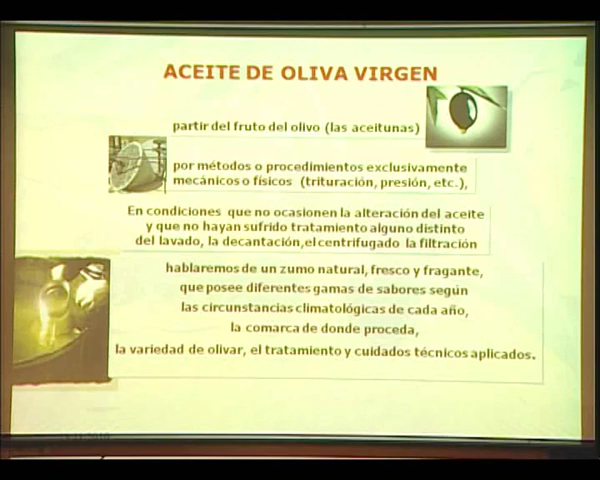 ACEITE DE OLIVA VIRGEN
partir del fruto del olivo (las aceitunas)
por métodos o procedimientos exclusivamente
mecánicos o físicos (trituración, presión, etc.),
En condiciones que no ocasionen la alteración del aceite
y que no hayan sufrido tratamiento alguno distinto
del lavado, la decantación,el centrifugado la filtración
hablaremos de un zumo natural, fresco y fragante,
que posee diferentes gamas de sabores según
las circunstancias climatológicas de cada año,
la comarca de donde proceda,
la variedad de olivar, el tratamiento y cuidados técnicos aplicados.